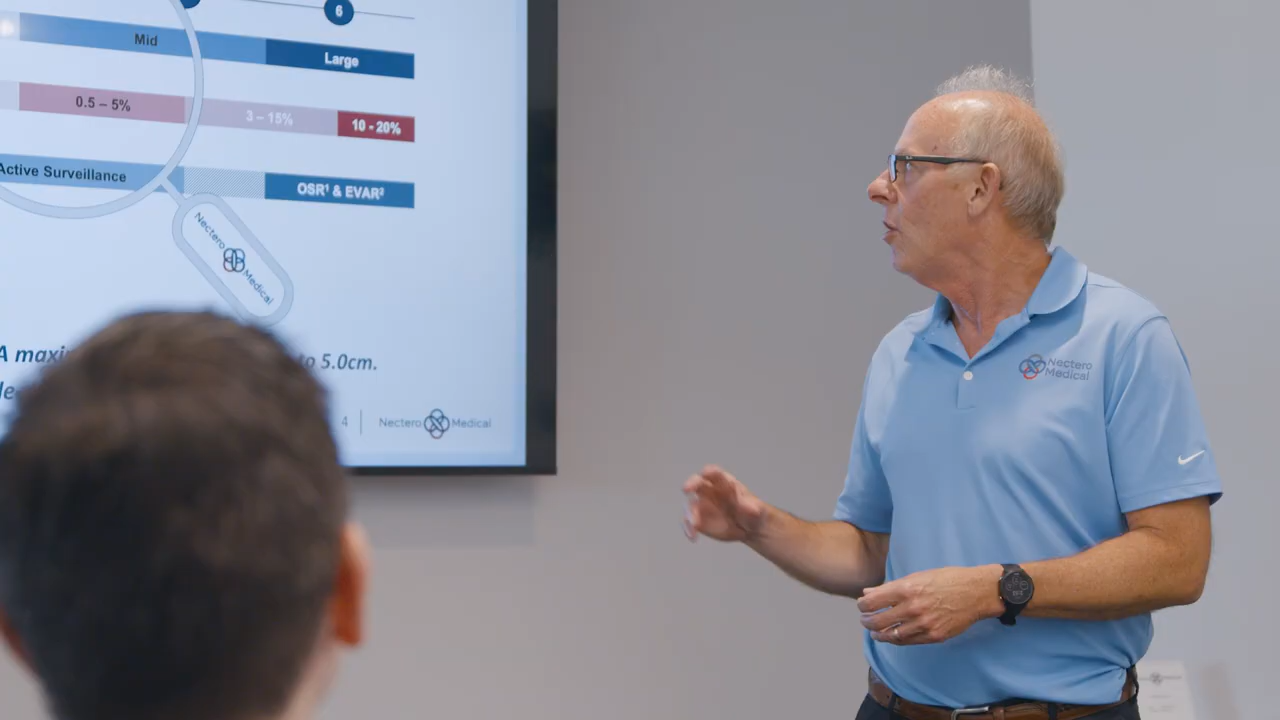 6
Mid
Large
0.5 – 5%
3 – 15%
10 - 20%
Active Surveillance
OSR¹ & EVAR²
Nectero Medical
A maxi
to 5.0cm.
4
Nectero Medical
Nectero
Medical